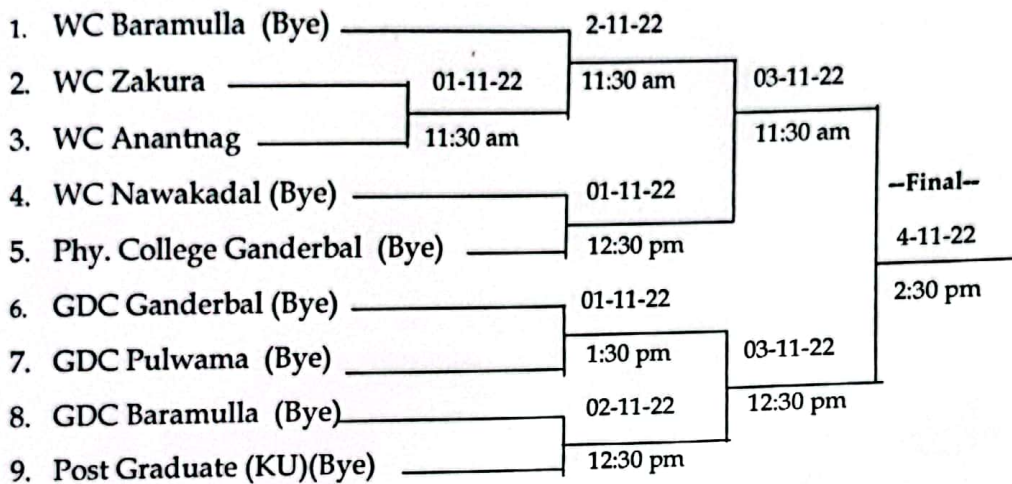 1. WC Baramulla (Bye)
2-11-22
2. WC Zakura
01-11-22
11:30 am
03-11-22
3. WC Anantnag
11:30 am
11:30 am
4. WC Nawakadal (Bye)
01-11-22
--Final--
5. Phy. College Ganderbal (Bye)
12:30 pm
4-11-22
6. GDC Ganderbal (Bye)
01-11-22
2:30 pm
7. GDC Pulwama (Bye)
1:30 pm
03-11-22
8. GDC Baramulla (Bye)
02-11-22
12:30 pm
9. Post Graduate (KU)(Bye)
12:30 pm